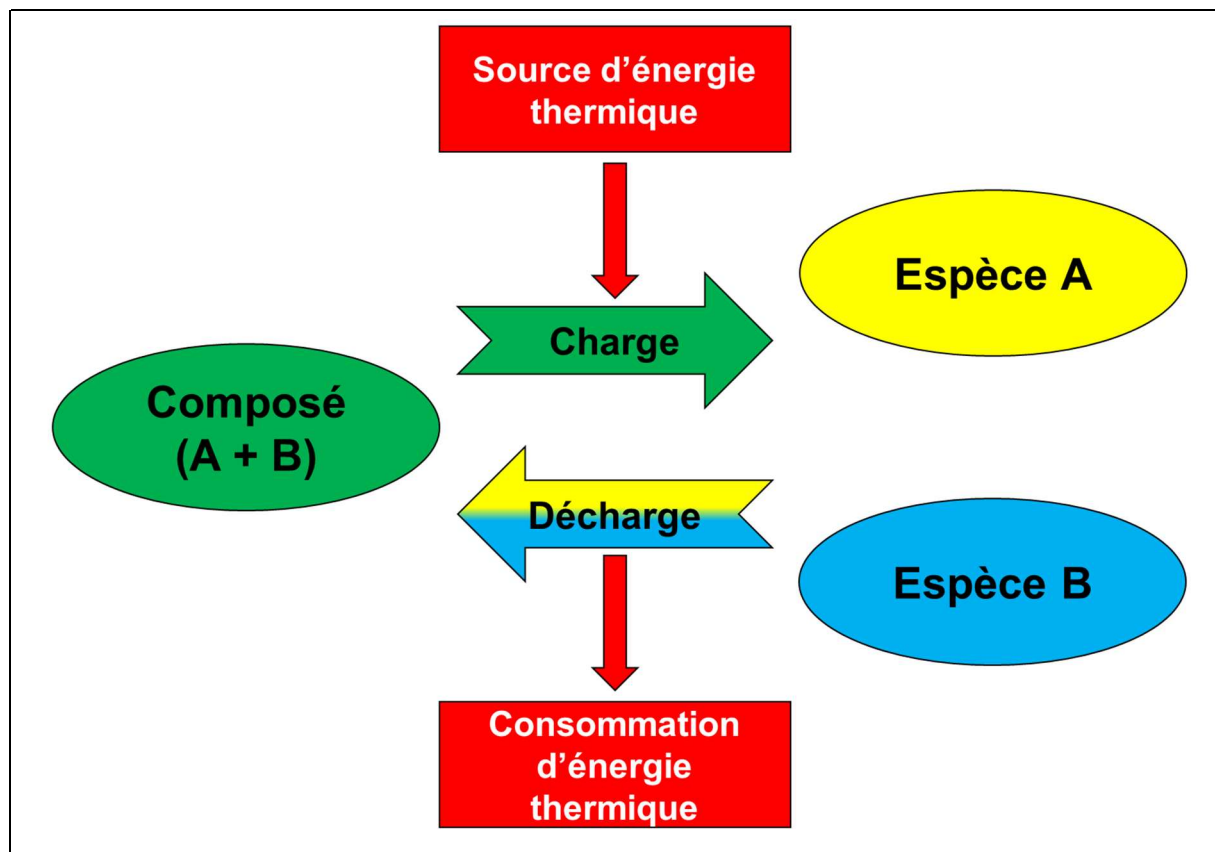 Source d’énergie
thermique
Espèce A
Charge
Composé
(A + B)
Décharge
Espèce B
Consommation
d’énergie
thermique